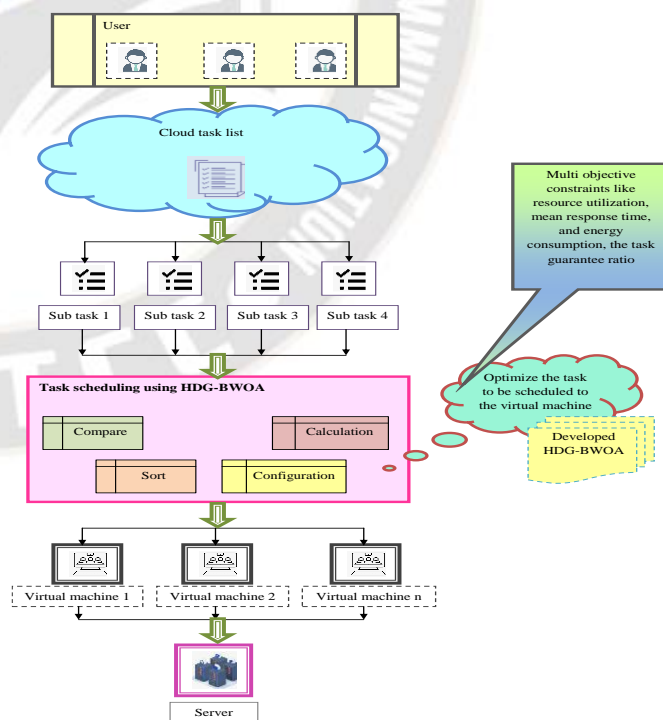 User
Cloud task list
Sub task 1
Sub task 2
Sub task 3
Sub task 4
Task scheduling using HDG-BWOA
Compare
Calculation
Sort
Configuration
Multi objective
constraints like
resource utilization,
mean response time,
and energy
consumption, the task
guarantee ratio
Optimize the task
to be scheduled to
the virtual machine
Developed
HDG-BWOA
Virtual machine 1
Virtual machine 2
Virtual machine n
Server